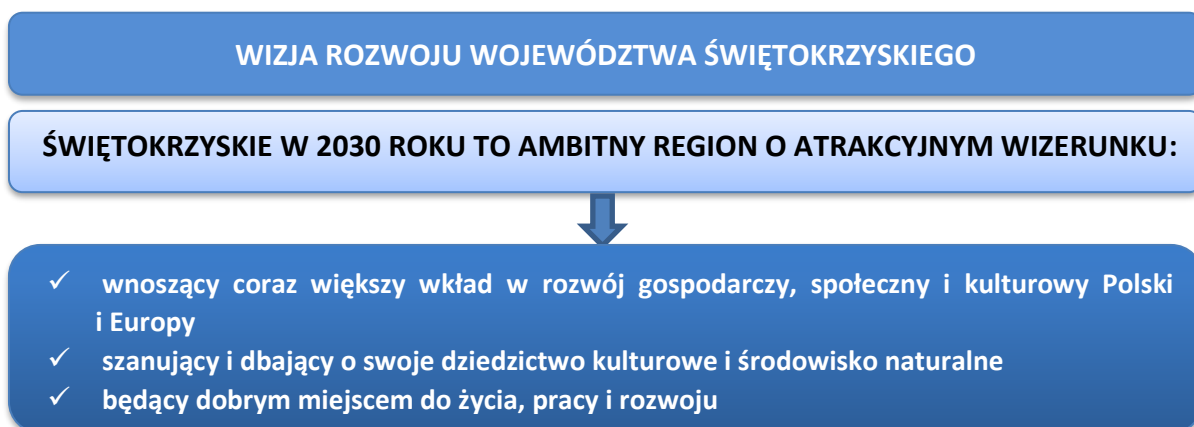 WIZJA ROZWOJU WOJEWÓDZTWA ŚWIĘTOKRZYSKIEGO
ŚWIĘTOKRZYSKIE W 2030 ROKU TO AMBITNY REGION O ATRAKCYJNYM WIZERUNKU:
✓ wnoszący coraz większy wkład w rozwój gospodarczy, społeczny i kulturowy Polski
i Europy
✓ szanujący i dbający o swoje dziedzictwo kulturowe i środowisko naturalne
✓ będący dobrym miejscem do życia, pracy i rozwoju